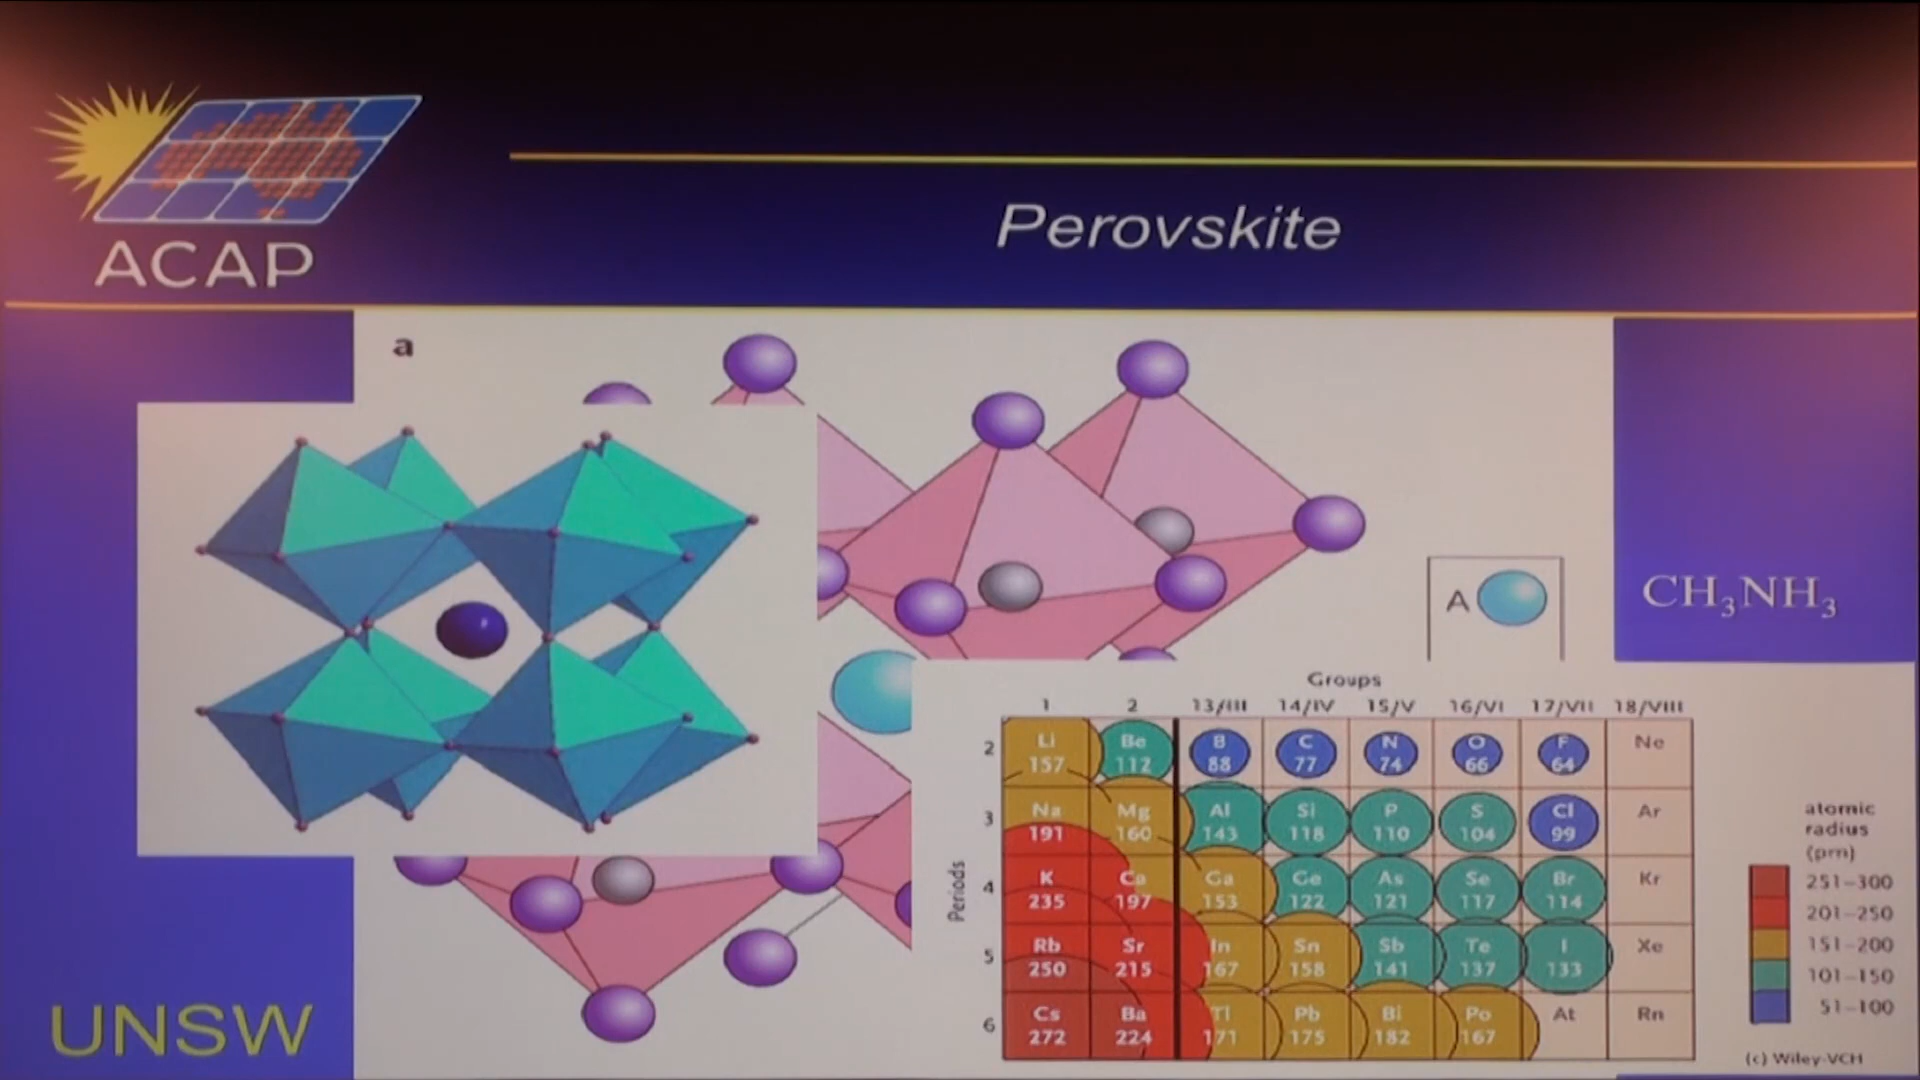 ACAP
Perovskite
a
A
CH₃NH₃
Groups
1 2 13/III 14/IV 15/V 16/VI 17/VII 18/VIII
2 Li Be B C N O F Ne
157 112 88 77 74 66 64
3 Na Mg Al Si P S Cl Ar
191 160 143 118 110 104 99
Periods
4 K Ca Ga Ge As Se Br Kr
235 197 153 122 121 117 114
5 Rb Sr In Sn Sb Te I Xe
250 215 167 158 141 137 133
6 Cs Ba Tl Pb Bi Po At Rn
272 224 171 175 182 167
atomic
radius
(pm)
251–300
201–250
151–200
101–150
51–100
(c) Wiley-VCH
UNSW